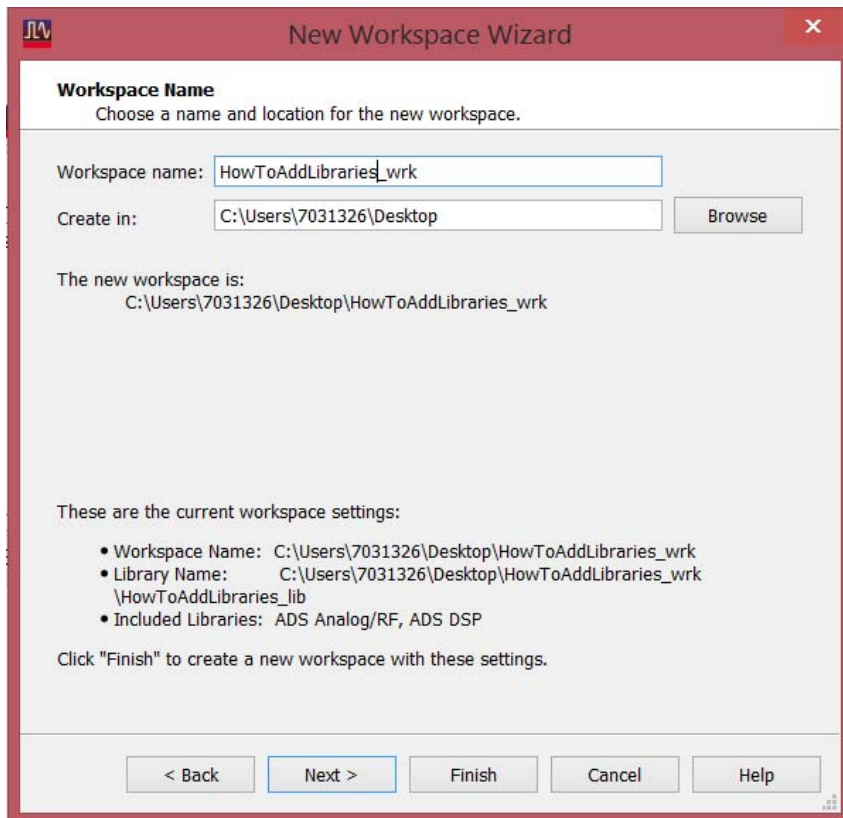 New Workspace Wizard
Workspace Name
Choose a name and location for the new workspace.
Workspace name: HowToAddLibraries_wrk
Create in: C:\Users\7031326\Desktop Browse
The new workspace is:
C:\Users\7031326\Desktop\HowToAddLibraries_wrk
These are the current workspace settings:
• Workspace Name: C:\Users\7031326\Desktop\HowToAddLibraries_wrk
• Library Name: C:\Users\7031326\Desktop\HowToAddLibraries_wrk
\HowToAddLibraries_lib
• Included Libraries: ADS Analog/RF, ADS DSP
Click "Finish" to create a new workspace with these settings.
< Back Next > Finish Cancel Help